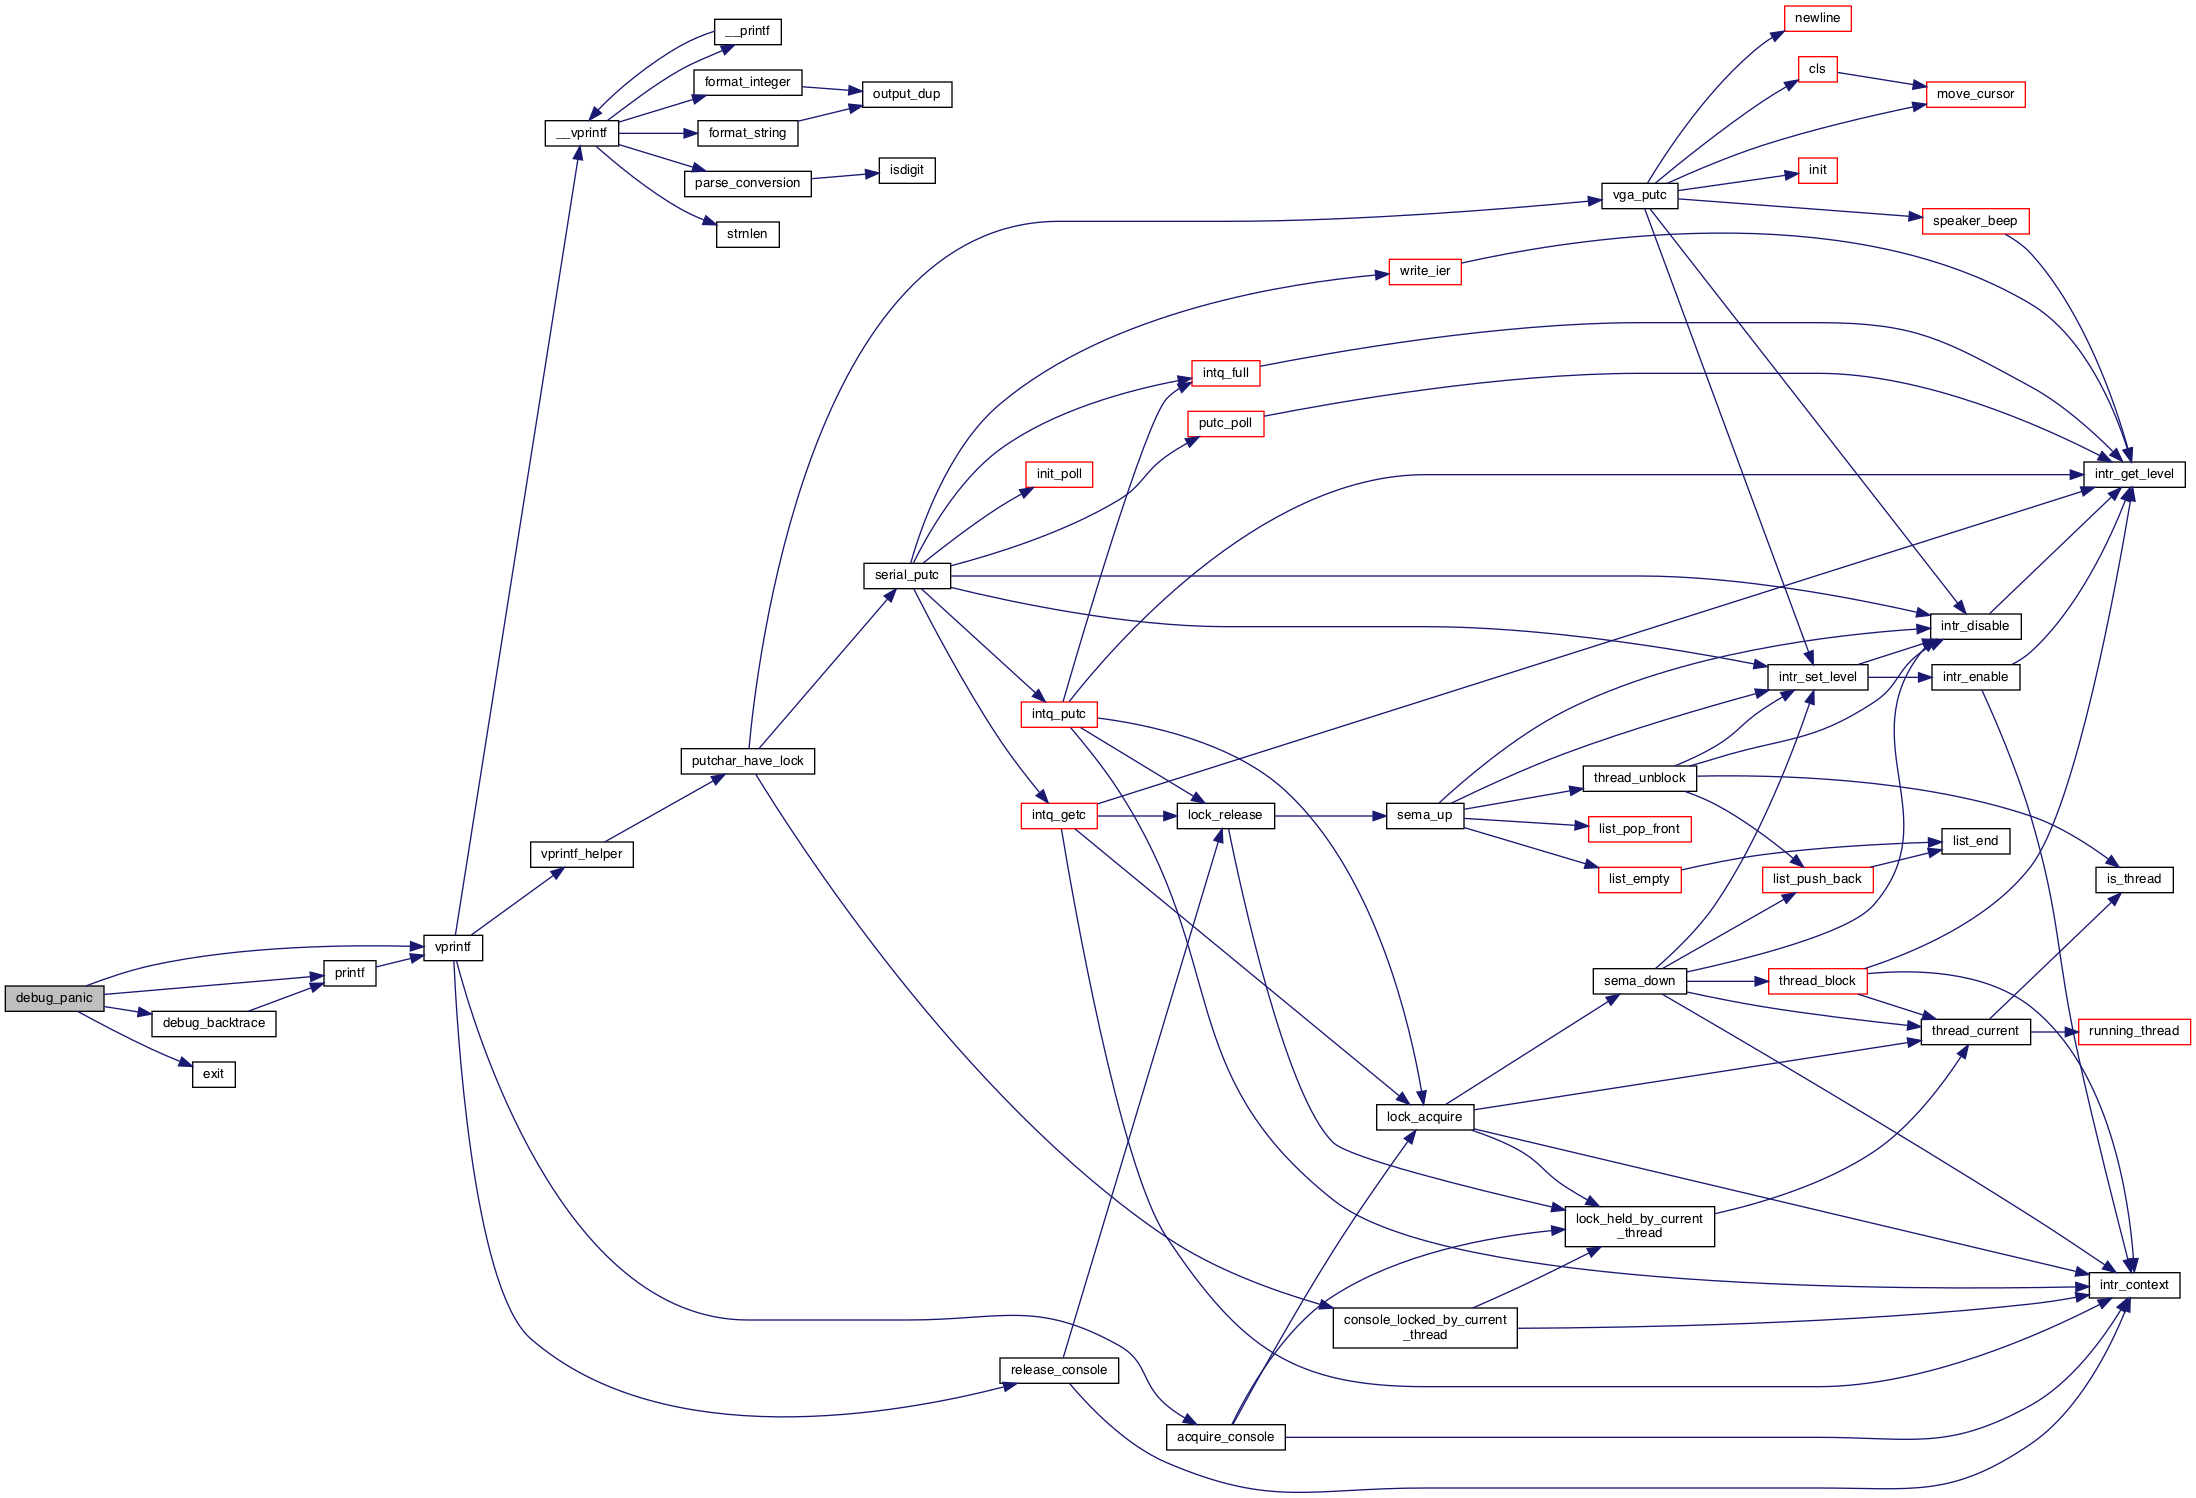 newline
__printf
cls
format_integer
output_dup
move_cursor
__vprintf
format_string
isdigit
init
parse_conversion
vga_putc
speaker_beep
strnlen
write_ier
intq_full
putc_poll
init_poll
intr_get_level
serial_putc
intr_disable
intr_set_level
intr_enable
intq_putc
putchar_have_lock
thread_unblock
intq_getc
lock_release
sema_up
list_pop_front
list_end
vprintf_helper
list_empty
list_push_back
is_thread
vprintf
printf
sema_down
thread_block
debug_panic
debug_backtrace
thread_current
running_thread
exit
lock_acquire
lock_held_by_current
_thread
intr_context
console_locked_by_current
_thread
release_console
acquire_console